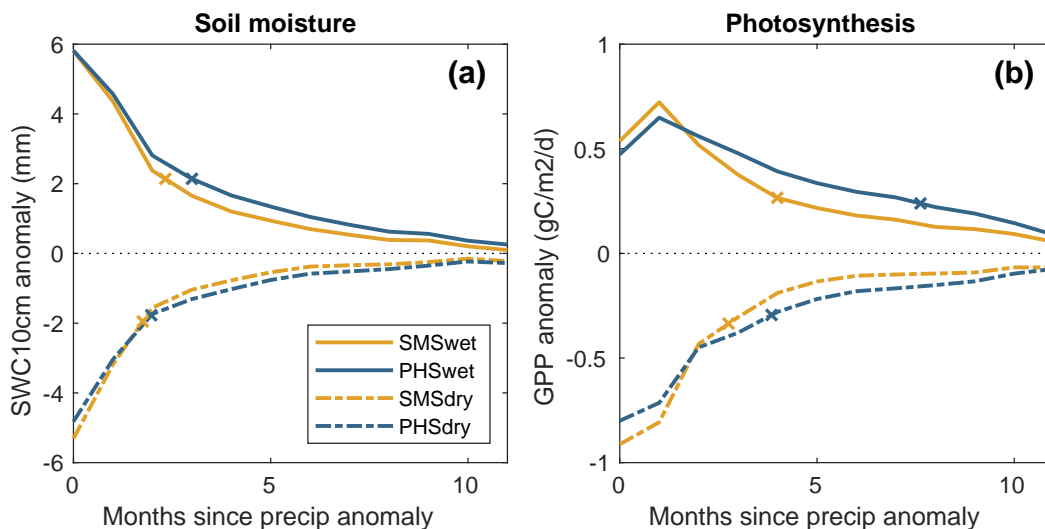 Soil moisture
(a)
SWC10cm anomaly (mm)
6
4
2
0
-2
-4
-6
0
5
10
Months since precip anomaly
SMSwet
PHSwet
SMSdry
PHSdry
Photosynthesis
(b)
GPP anomaly (gC/m2/d)
1
0.5
0
-0.5
-1
0
5
10
Months since precip anomaly